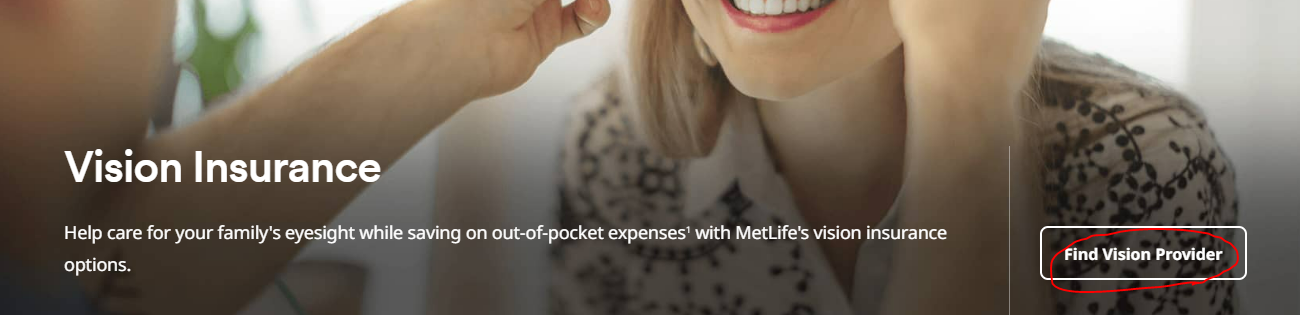 Vision Insurance
Help care for your family's eyesight while saving on out-of-pocket expenses¹ with MetLife's vision insurance
options.
Find Vision Provider